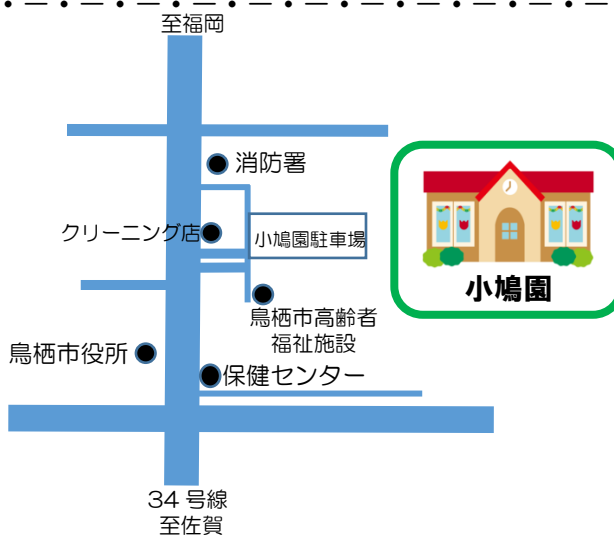 至福岡
消防署
クリーニング店
小鳩園駐車場
小鳩園
鳥栖市高齢者
福祉施設
鳥栖市役所
保健センター
34 号線
至佐賀